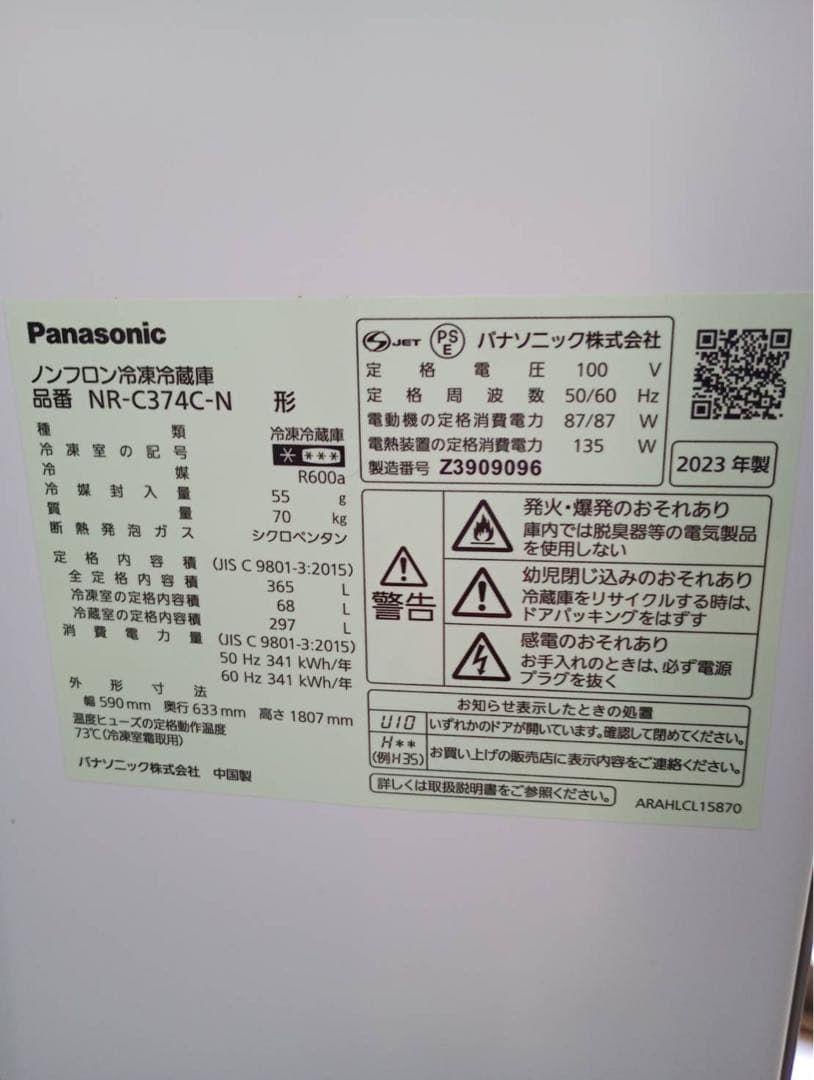 Panasonic
ノンフロン冷凍冷蔵庫
品番 NR-C374C-N 形
種類 冷凍冷蔵庫
冷凍室の記号 * ***
冷媒 R600a
冷媒封入量 55 g
質量 70 kg
断熱発泡ガス シクロペンタン
定格内容積 (JIS C 9801-3:2015)
全定格内容積 365 L
冷凍室の定格内容積 68 L
冷蔵室の定格内容積 297 L
消費電力量 (JIS C 9801-3:2015)
50 Hz 341 kWh/年
60 Hz 341 kWh/年
外形寸法
幅 590 mm 奥行 633 mm 高さ 1807 mm
温度ヒューズの定格動作温度
73℃(冷凍室霜取用)
パナソニック株式会社 中国製
S JET PS E パナソニック株式会社
定格電圧 100 V
定格周波数 50/60 Hz
電動機の定格消費電力 87/87 W
電熱装置の定格消費電力 135 W
製造番号 Z3909096
2023 年製
警告
発火・爆発のおそれあり
庫内では脱臭器等の電気製品
を使用しない
幼児閉じ込みのおそれあり
冷蔵庫をリサイクルする時は、
ドアパッキングをはずす
感電のおそれあり
お手入れのときは、必ず電源
プラグを抜く
お知らせ表示したときの処置
U10 いずれかのドアが開いています。確認して閉めてください。
H** (例H35) お買い上げの販売店に表示内容をご連絡ください。
詳しくは取扱説明書をご参照ください。
ARAHLCL15870